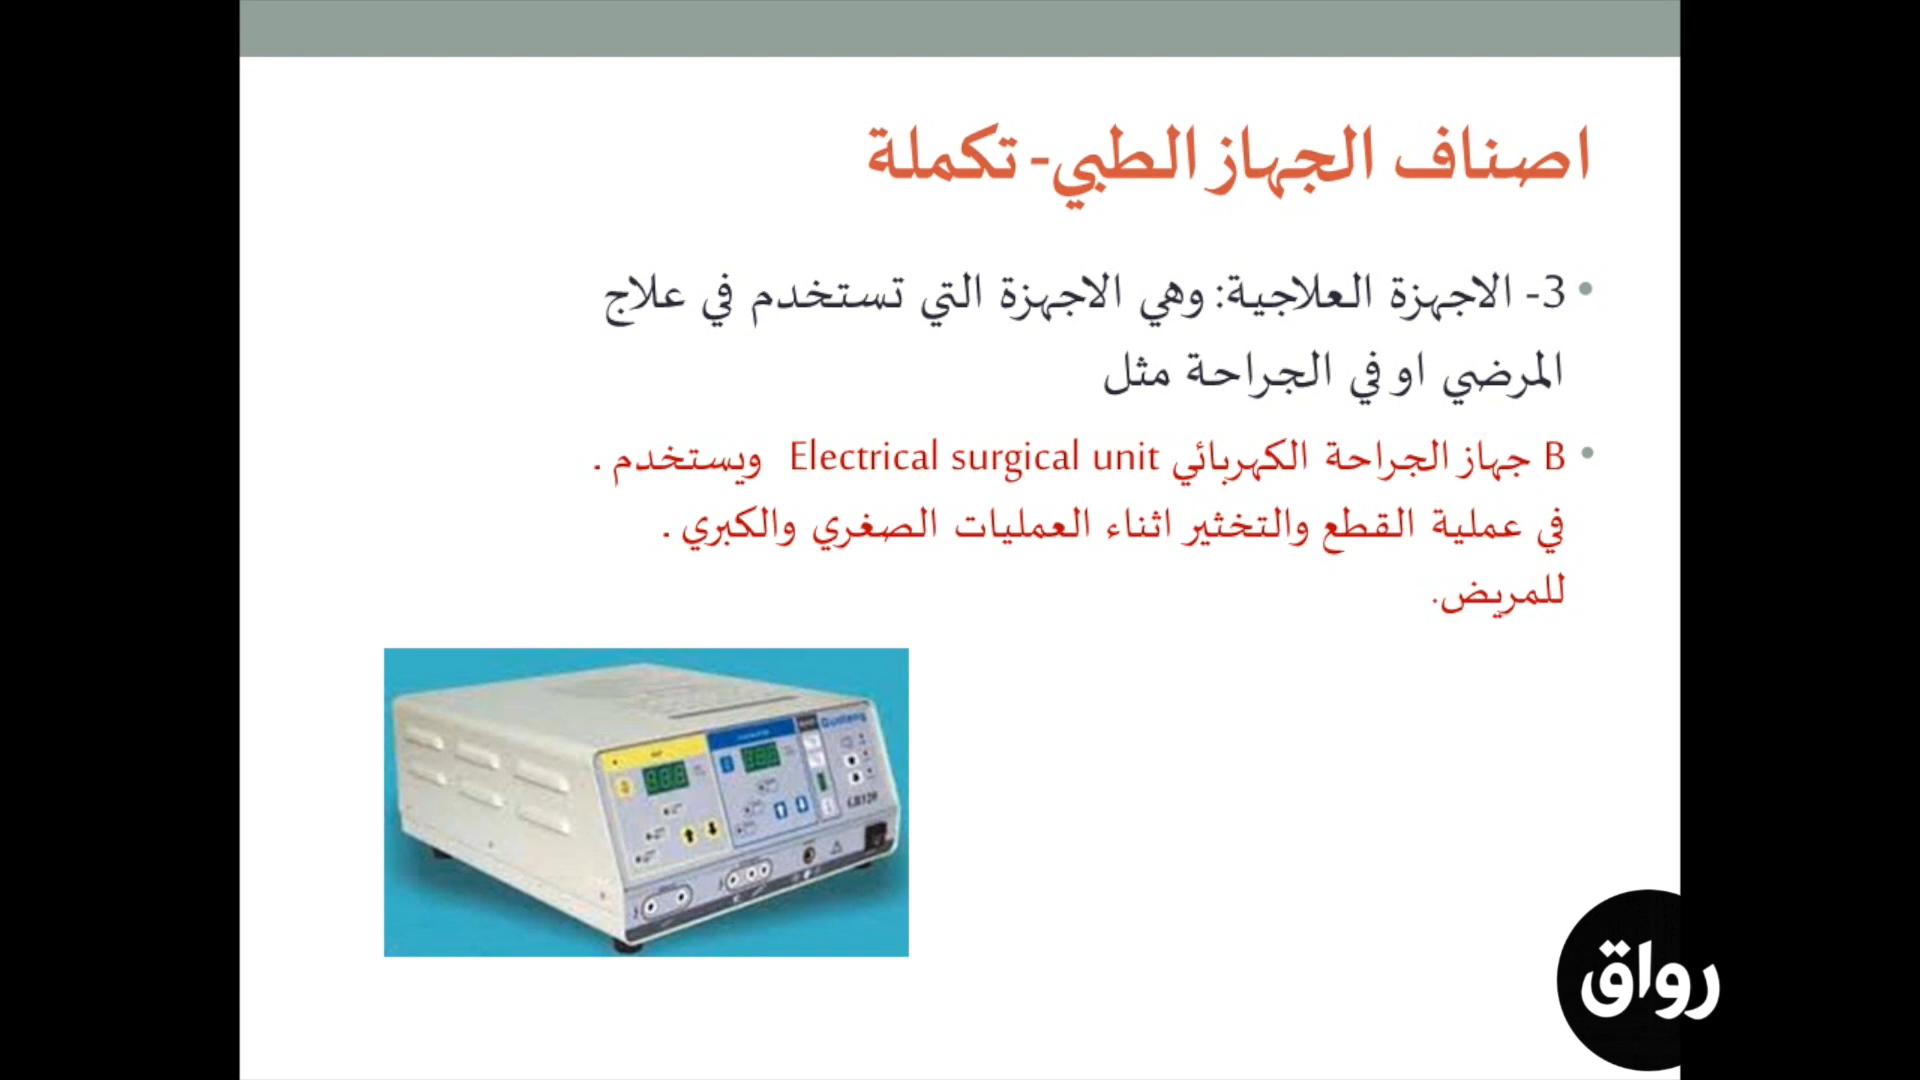 اصناف الجهاز الطبي- تكملة
• 3- الاجهزة العلاجية: وهي الاجهزة التي تستخدم في علاج
المرضي او في الجراحة مثل
• B جهاز الجراحة الكهربائي Electrical surgical unit ويستخدم .
في عملية القطع والتخثير اثناء العمليات الصغري والكبري .
للمريض.
رواق